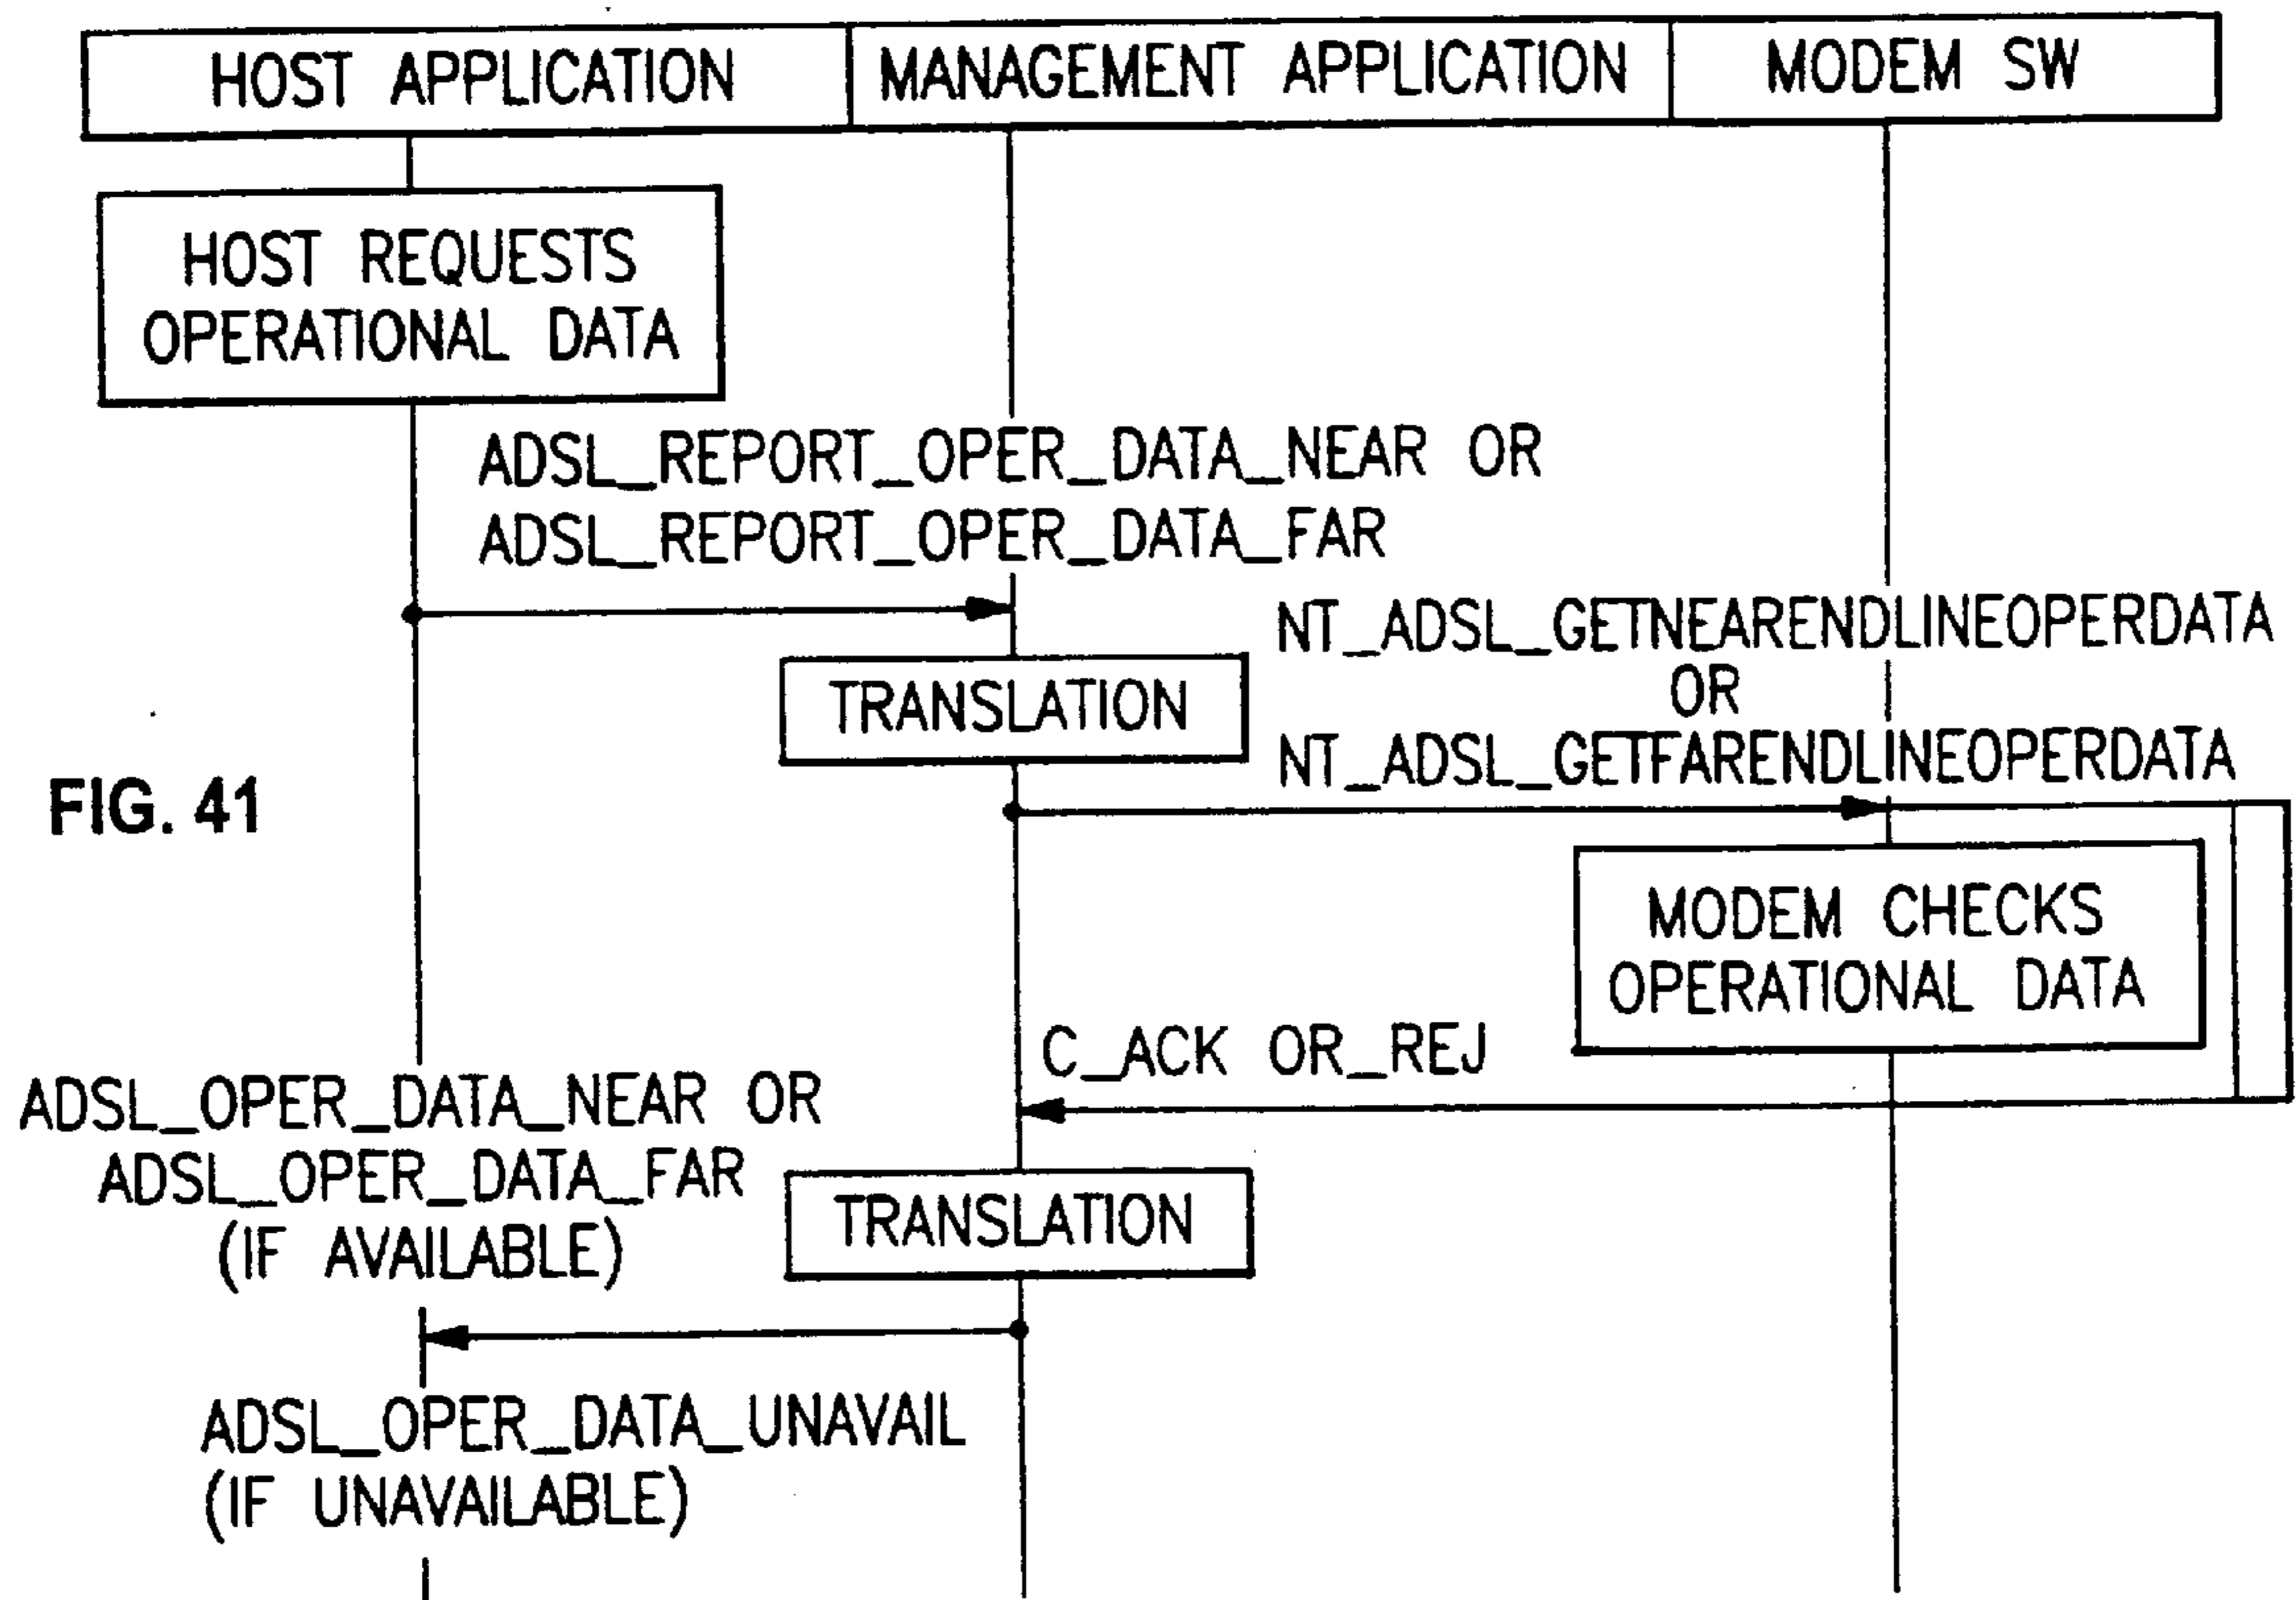 HOST APPLICATION MANAGEMENT APPLICATION MODEM SW
HOST REQUESTS
OPERATIONAL DATA
ADSL_REPORT_OPER_DATA_NEAR OR
ADSL_REPORT_OPER_DATA_FAR
NT_ADSL_GETNEARENDLINEOPERDATA
OR
NT_ADSL_GETFARENDLINEOPERDATA
TRANSLATION
FIG. 41
MODEM CHECKS
OPERATIONAL DATA
C_ACK OR_REJ
ADSL_OPER_DATA_NEAR OR
ADSL_OPER_DATA_FAR
(IF AVAILABLE)
TRANSLATION
ADSL_OPER_DATA_UNAVAIL
(IF UNAVAILABLE)